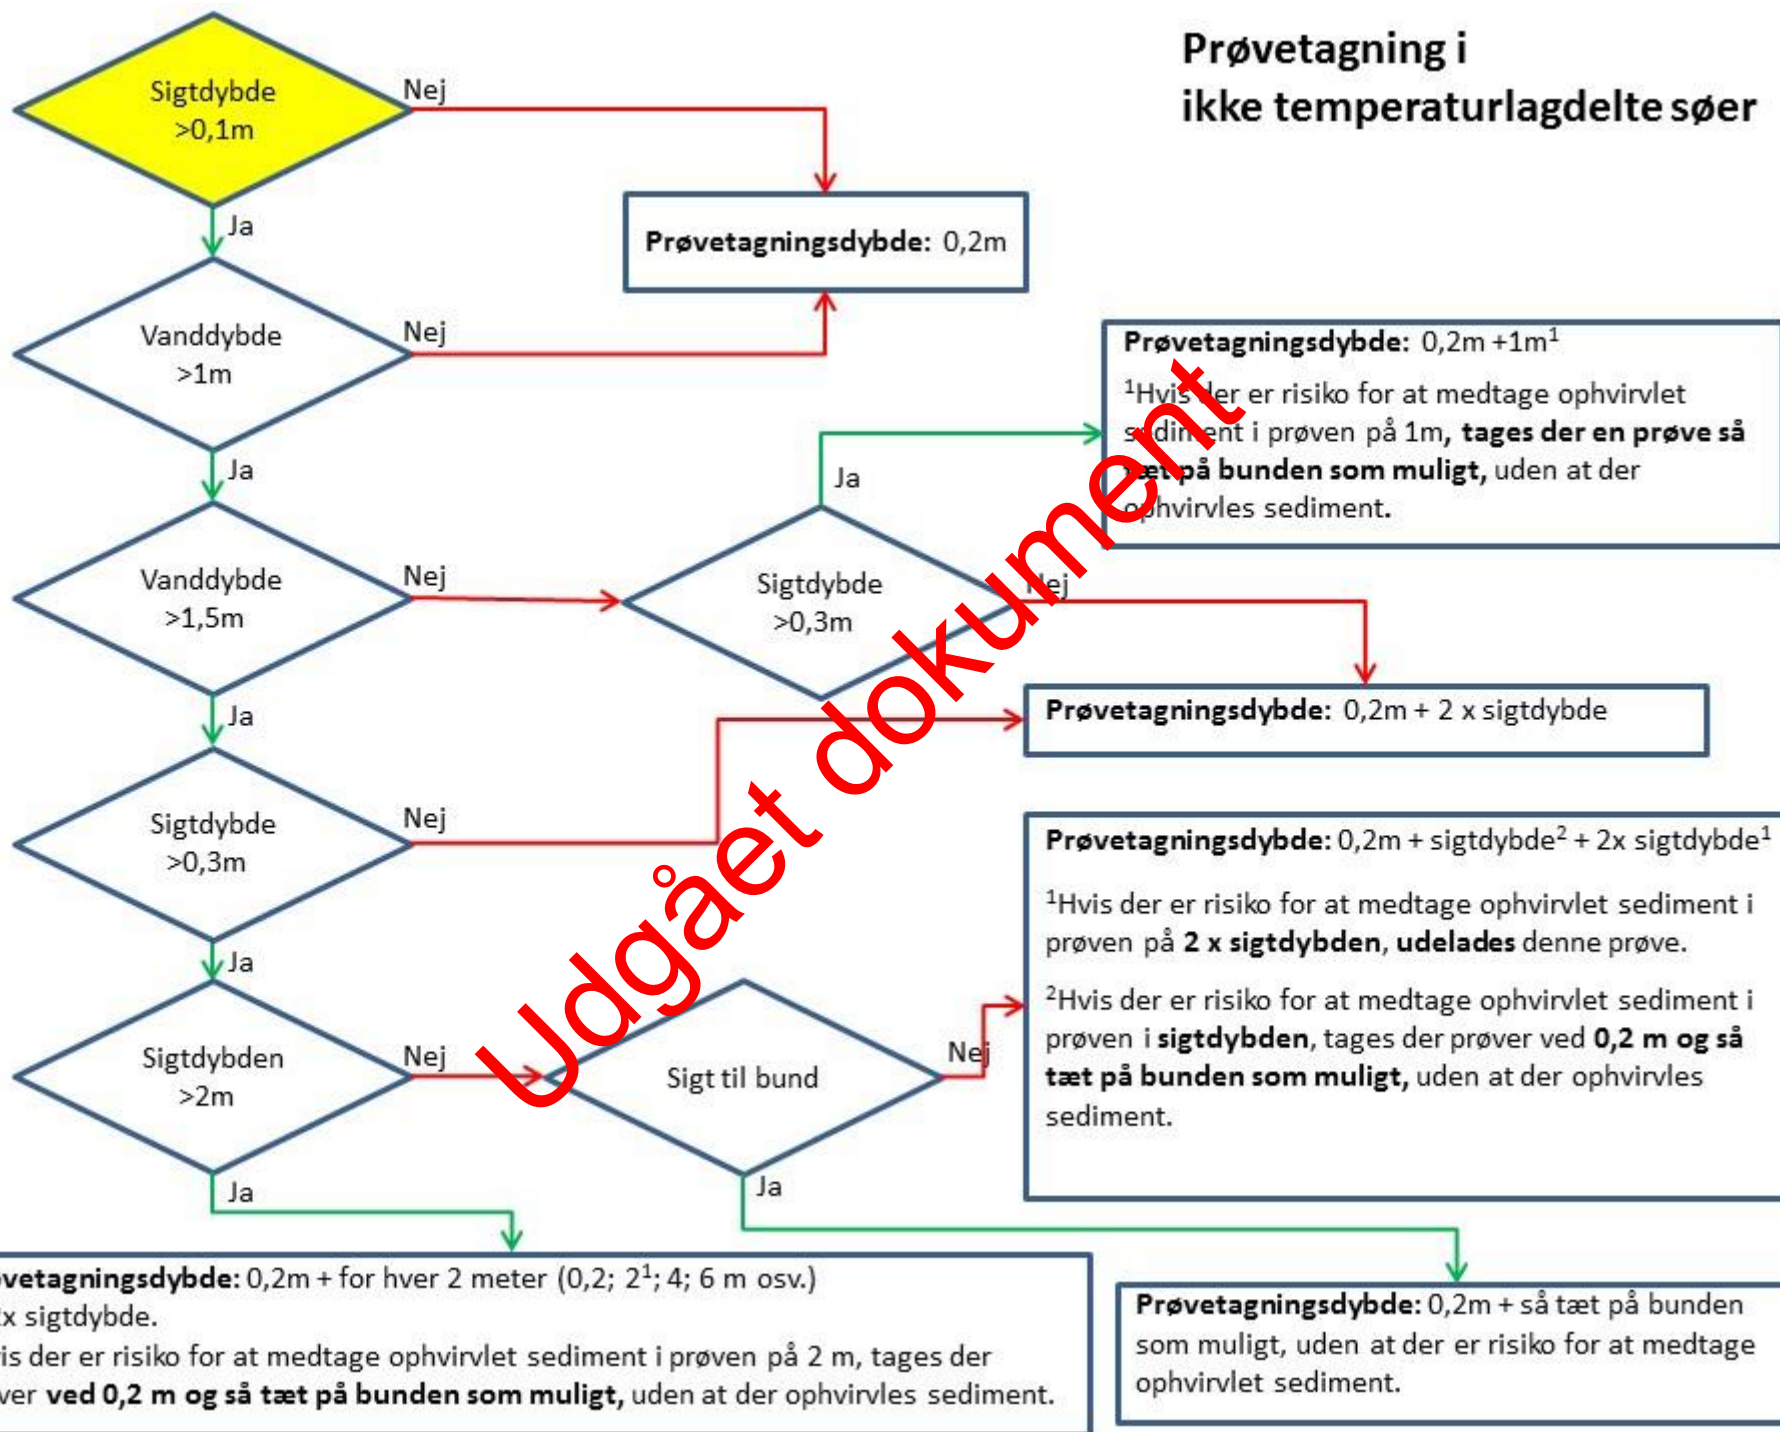 Prøvetagning i
ikke temperaturlagdelte søer
Sigtdybde
>0,1m
Nej
Ja
Prøvetagningsdybde: 0,2m
Vanddybde
>1m
Nej
Ja
Prøvetagningsdybde: 0,2m +1m¹
¹Hvis der er risiko for at medtage ophvirvlet
sediment i prøven på 1m, tages der en prøve så
tæt på bunden som muligt, uden at der
ophvirvles sediment.
Vanddybde
>1,5m
Nej
Ja
Sigtdybde
>0,3m
Ja
Nej
Prøvetagningsdybde: 0,2m + 2 x sigtdybde
Sigtdybde
>0,3m
Nej
Ja
Prøvetagningsdybde: 0,2m + sigtdybde² + 2x sigtdybde¹
¹Hvis der er risiko for at medtage ophvirvlet sediment i
prøven på 2 x sigtdybden, udelades denne prøve.
²Hvis der er risiko for at medtage ophvirvlet sediment i
prøven i sigtdybden, tages der prøver ved 0,2 m og så
tæt på bunden som muligt, uden at der ophvirvles
sediment.
Sigtdybden
>2m
Nej
Ja
Sigt til bund
Nej
Ja
vetagningsdybde: 0,2m + for hver 2 meter (0,2; 2¹; 4; 6 m osv.)
x sigtdybde.
is der er risiko for at medtage ophvirvlet sediment i prøven på 2 m, tages der
ver ved 0,2 m og så tæt på bunden som muligt, uden at der ophvirvles sediment.
Prøvetagningsdybde: 0,2m + så tæt på bunden
som muligt, uden at der er risiko for at medtage
ophvirvlet sediment.
Udgået dokument